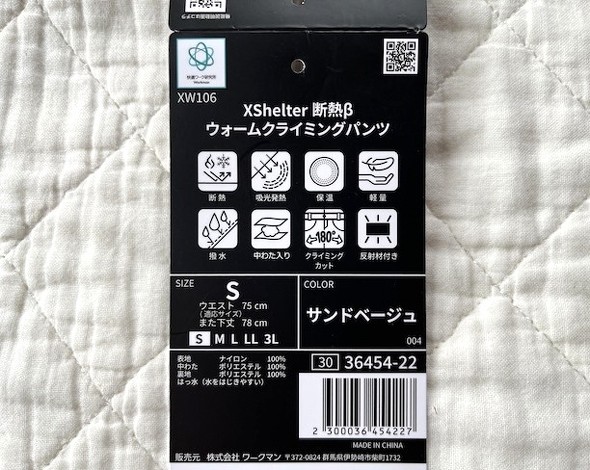 快適ワーク研究所
XW106
XShelter 断熱β
ウォームクライミングパンツ
断熱 吸光発熱 保温 軽量
撥水 中わた入り クライミングカット 反射材付き
180°
SIZE
S
ウエスト 75 cm
(適応サイズ)
また下丈 78 cm
S M L LL 3L
COLOR
サンドベージュ
004
表地 ナイロン 100%
中わた ポリエステル 100%
裏地 ポリエステル 100%
はっ水(水をはじきやすい)
30 36454-22
2 300036 454227
MADE IN CHINA
販売元 株式会社 ワークマン 〒372-0824 群馬県伊勢崎市柴町1732